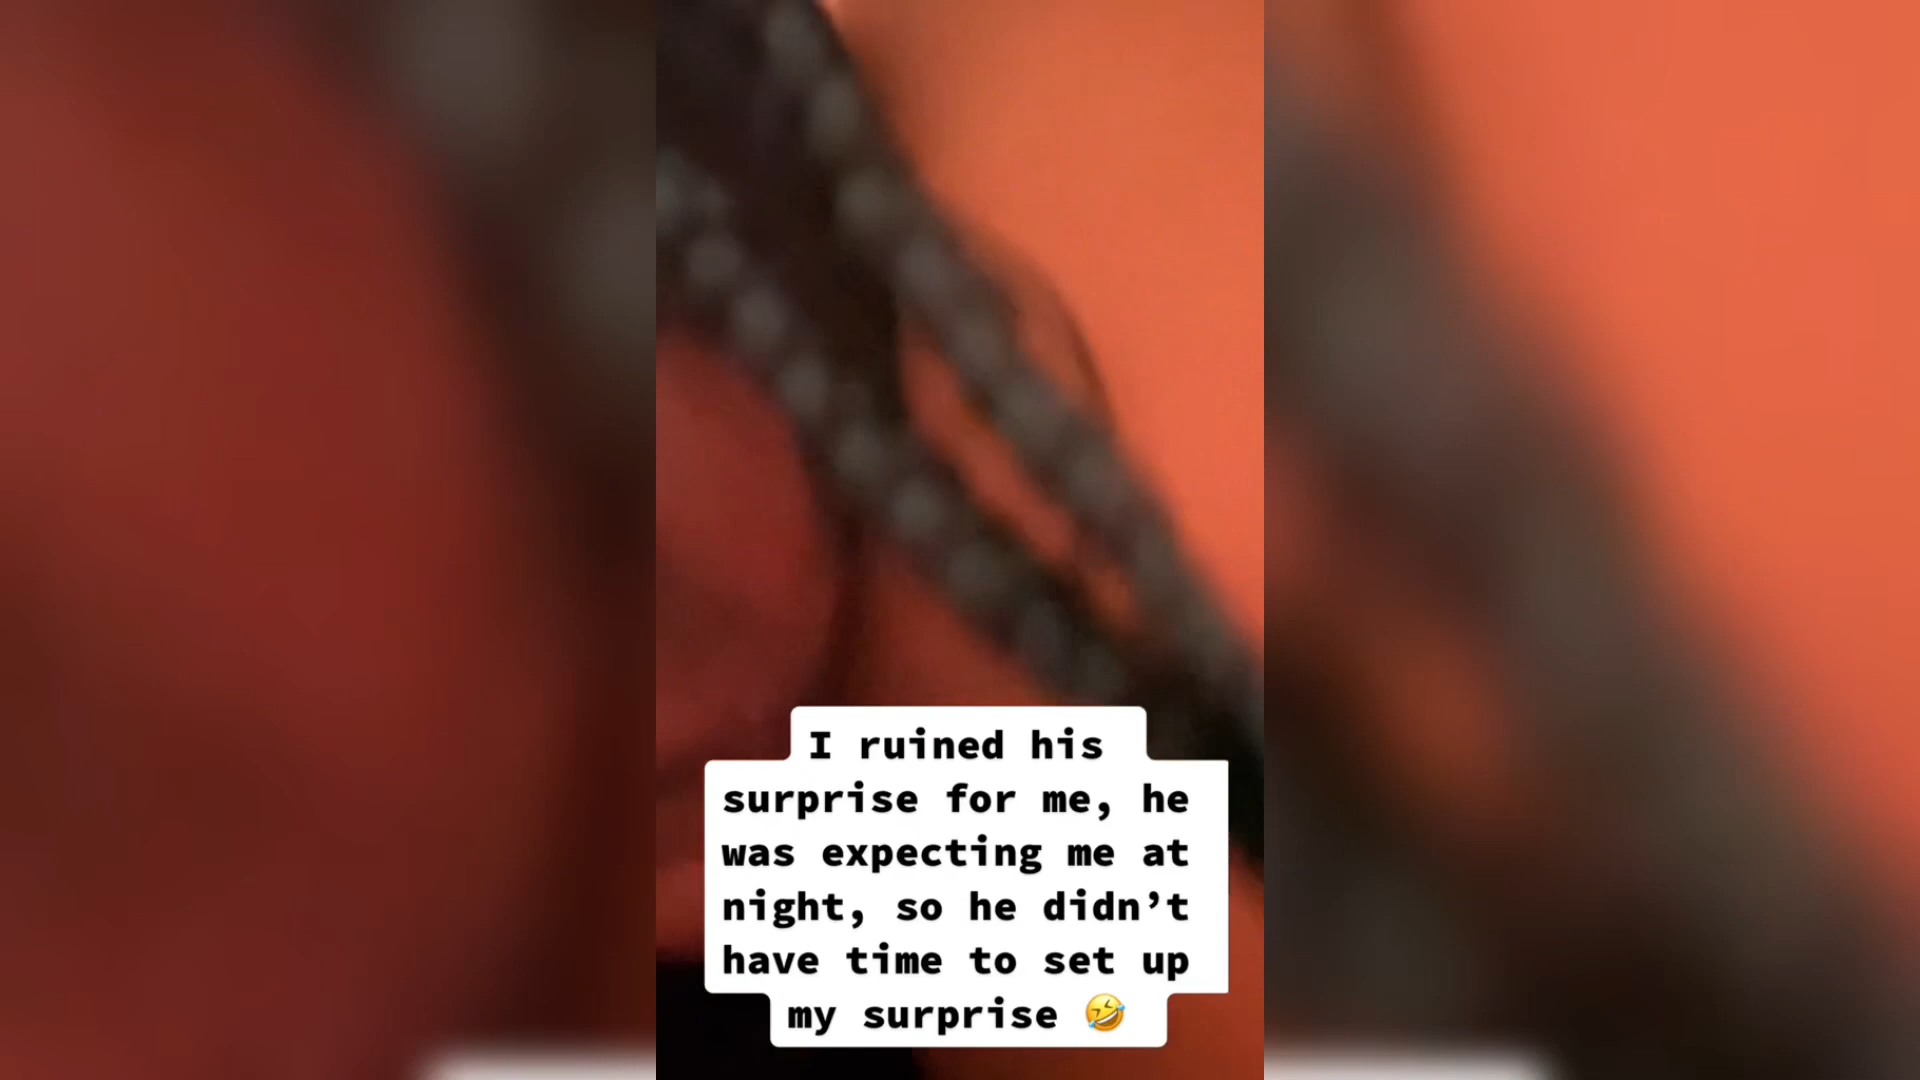 I ruined his
surprise for me, he
was expecting me at
night, so he didn’t
have time to set up
my surprise 🤣